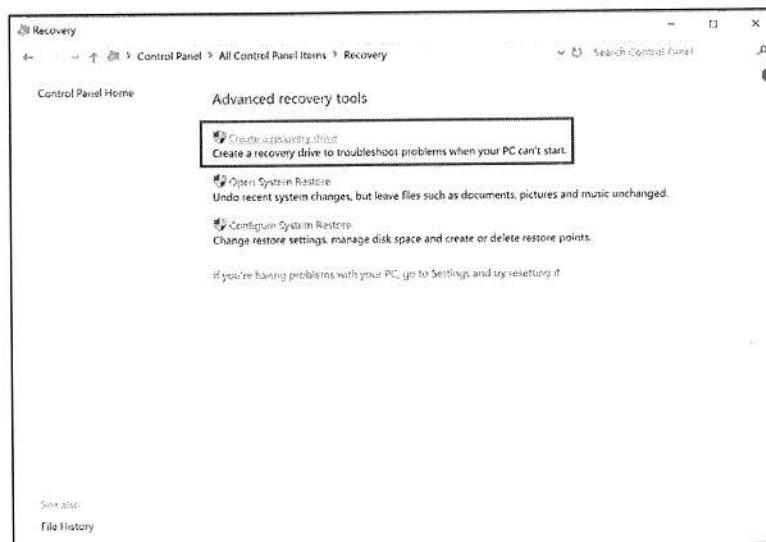 Recovery
Control Panel > All Control Panel Items > Recovery
Search Control Panel
Control Panel Home
Advanced recovery tools
Create a recovery drive
Create a recovery drive to troubleshoot problems when your PC can't start.
Open System Restore
Undo recent system changes, but leave files such as documents, pictures and music unchanged.
Configure System Restore
Change restore settings, manage disk space and create or delete restore points.
If you're having problems with your PC, go to Settings and try resetting it
See also
File History